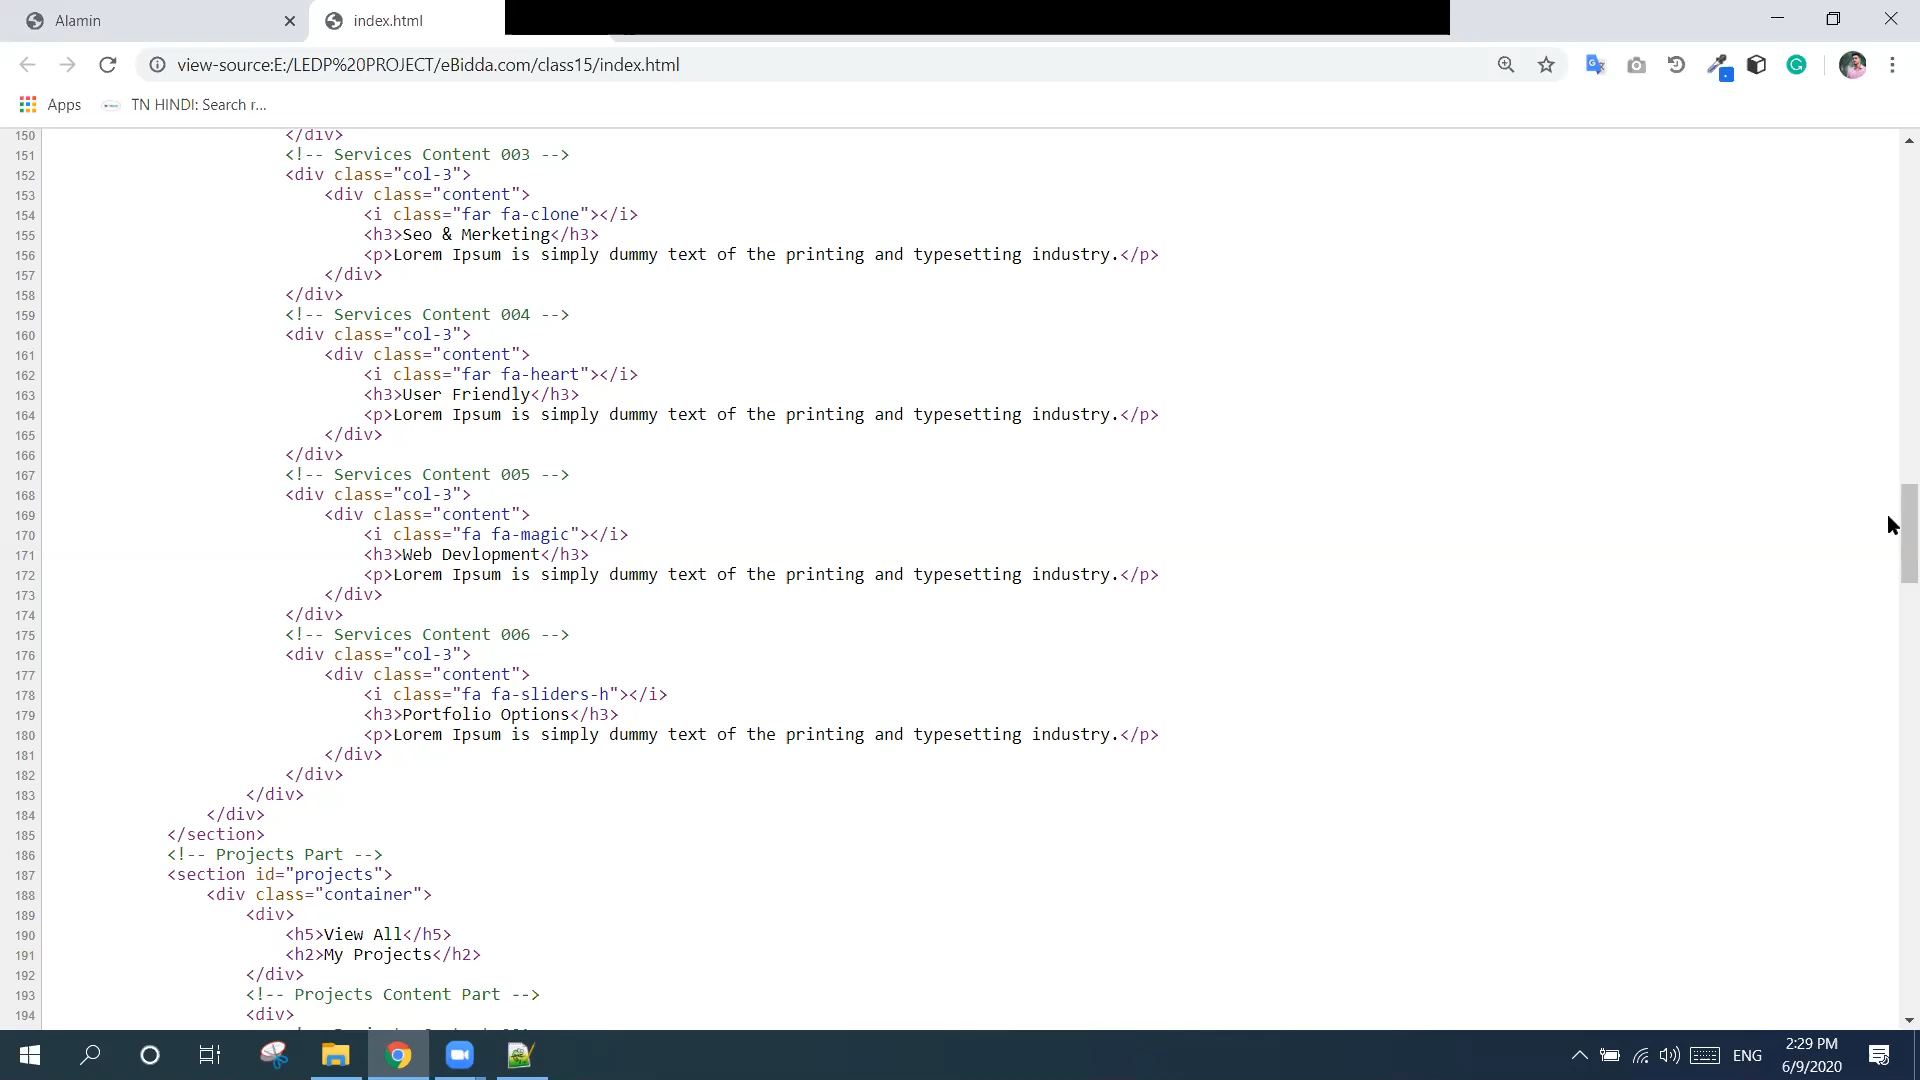 Alamin
index.html
view-source:E:/LEDP%20PROJECT/eBidda.com/class15/index.html
Apps TN HINDI: Search r...
150 </div>
151 <!-- Services Content 003 -->
152 <div class="col-3">
153 <div class="content">
154 <i class="far fa-clone"></i>
155 <h3>Seo & Merketing</h3>
156 <p>Lorem Ipsum is simply dummy text of the printing and typesetting industry.</p>
157 </div>
158 </div>
159 <!-- Services Content 004 -->
160 <div class="col-3">
161 <div class="content">
162 <i class="far fa-heart"></i>
163 <h3>User Friendly</h3>
164 <p>Lorem Ipsum is simply dummy text of the printing and typesetting industry.</p>
165 </div>
166 </div>
167 <!-- Services Content 005 -->
168 <div class="col-3">
169 <div class="content">
170 <i class="fa fa-magic"></i>
171 <h3>Web Devlopment</h3>
172 <p>Lorem Ipsum is simply dummy text of the printing and typesetting industry.</p>
173 </div>
174 </div>
175 <!-- Services Content 006 -->
176 <div class="col-3">
177 <div class="content">
178 <i class="fa fa-sliders-h"></i>
179 <h3>Portfolio Options</h3>
180 <p>Lorem Ipsum is simply dummy text of the printing and typesetting industry.</p>
181 </div>
182 </div>
183 </div>
184 </div>
185 </section>
186 <!-- Projects Part -->
187 <section id="projects">
188 <div class="container">
189 <div>
190 <h5>View All</h5>
191 <h2>My Projects</h2>
192 </div>
193 <!-- Projects Content Part -->
194 <div>
ENG
2:29 PM
6/9/2020